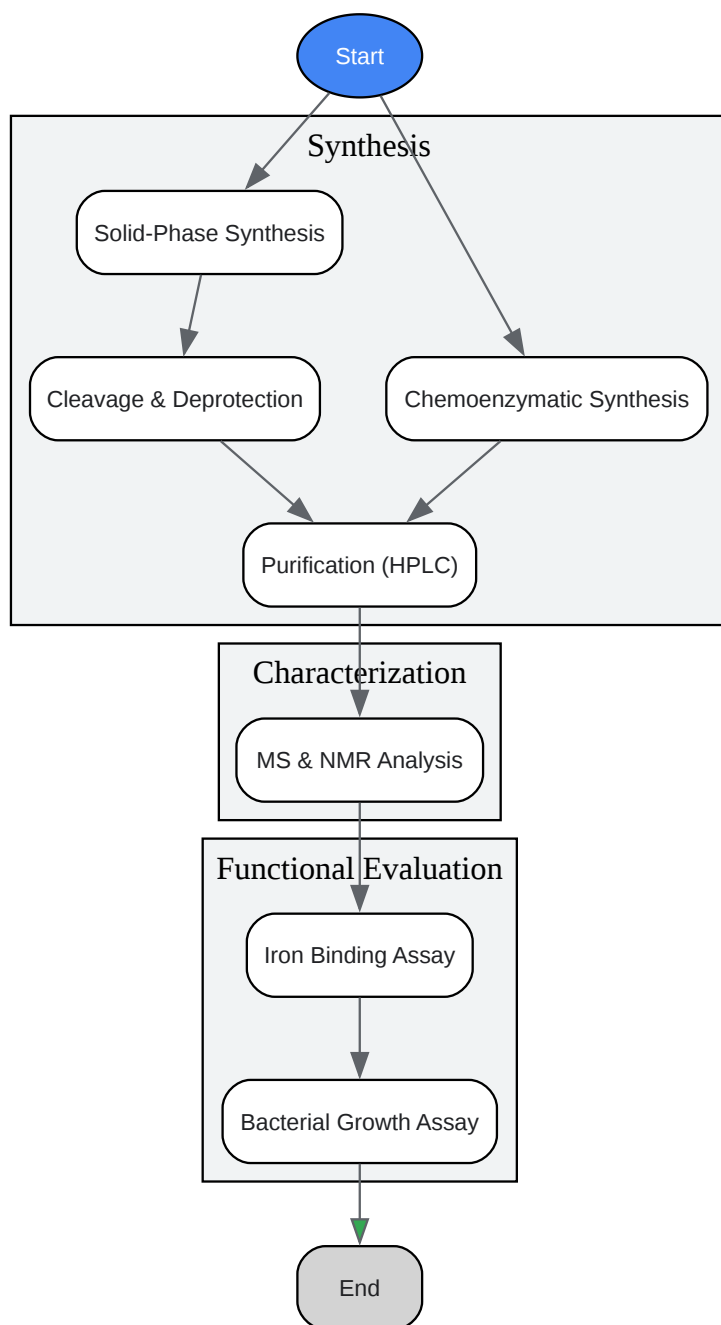 Start
Synthesis
Solid-Phase Synthesis
Cleavage & Deprotection
Chemoenzymatic Synthesis
Purification (HPLC)
Characterization
MS & NMR Analysis
Functional Evaluation
Iron Binding Assay
Bacterial Growth Assay
End